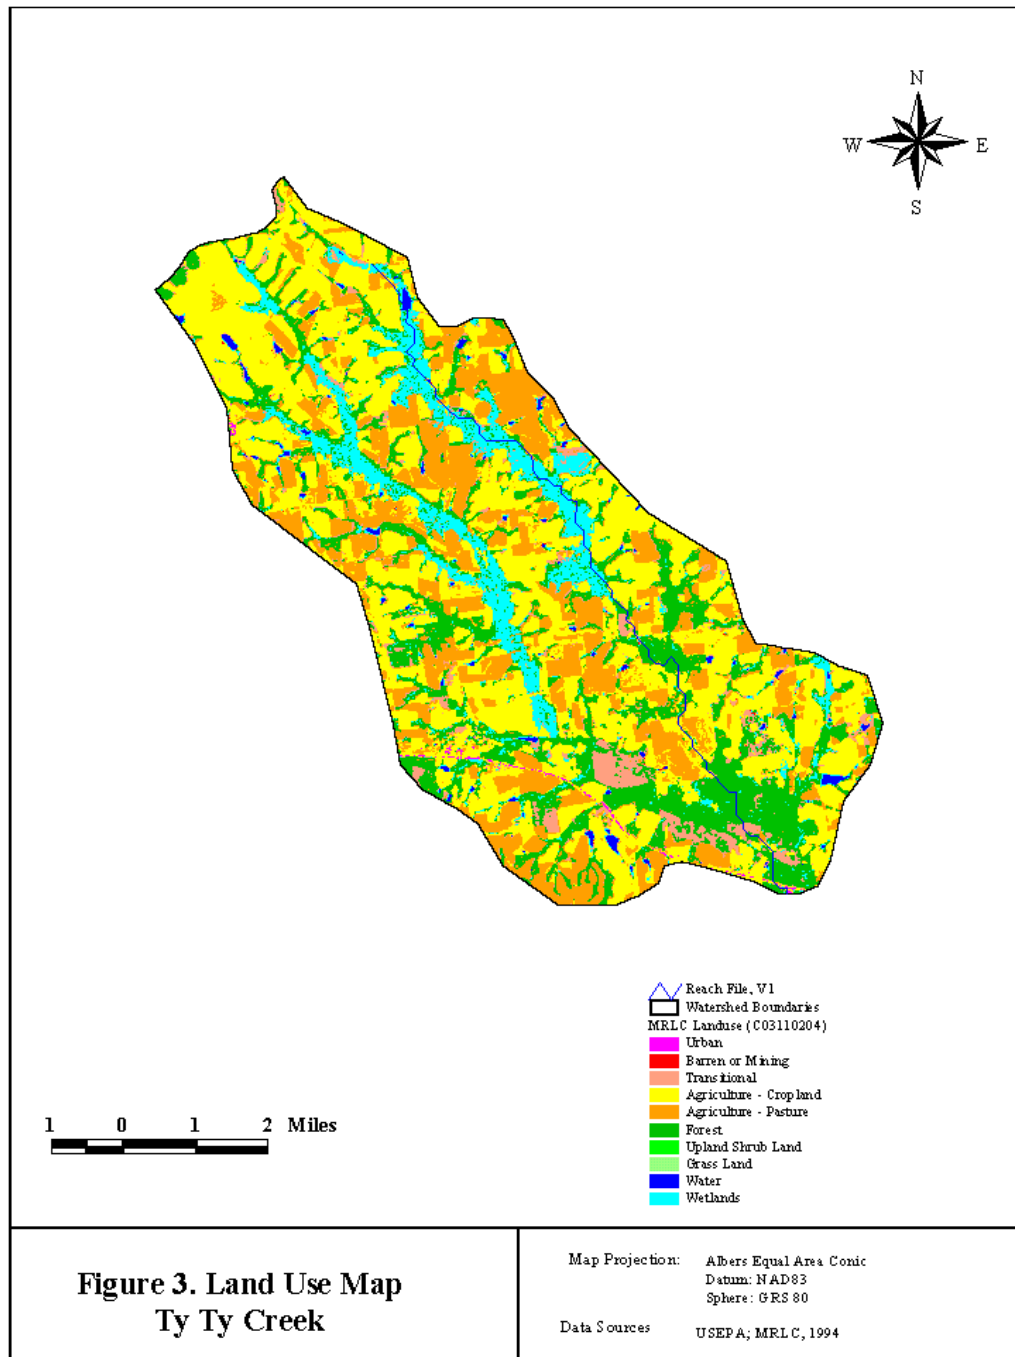 N
W E
S
Reach File, V1
Watershed Boundaries
MRLC Landuse (C03110204)
Urban
Barren or Mining
Transitional
Agriculture - Cropland
Agriculture - Pasture
Forest
Upland Shrub Land
Grass Land
Water
Wetlands
1 0 1 2 Miles
Figure 3. Land Use Map
Ty Ty Creek
Map Projection: Albers Equal Area Conic
Datum: NAD83
Sphere: GRS 80
Data Sources USEPA; MRLC, 1994